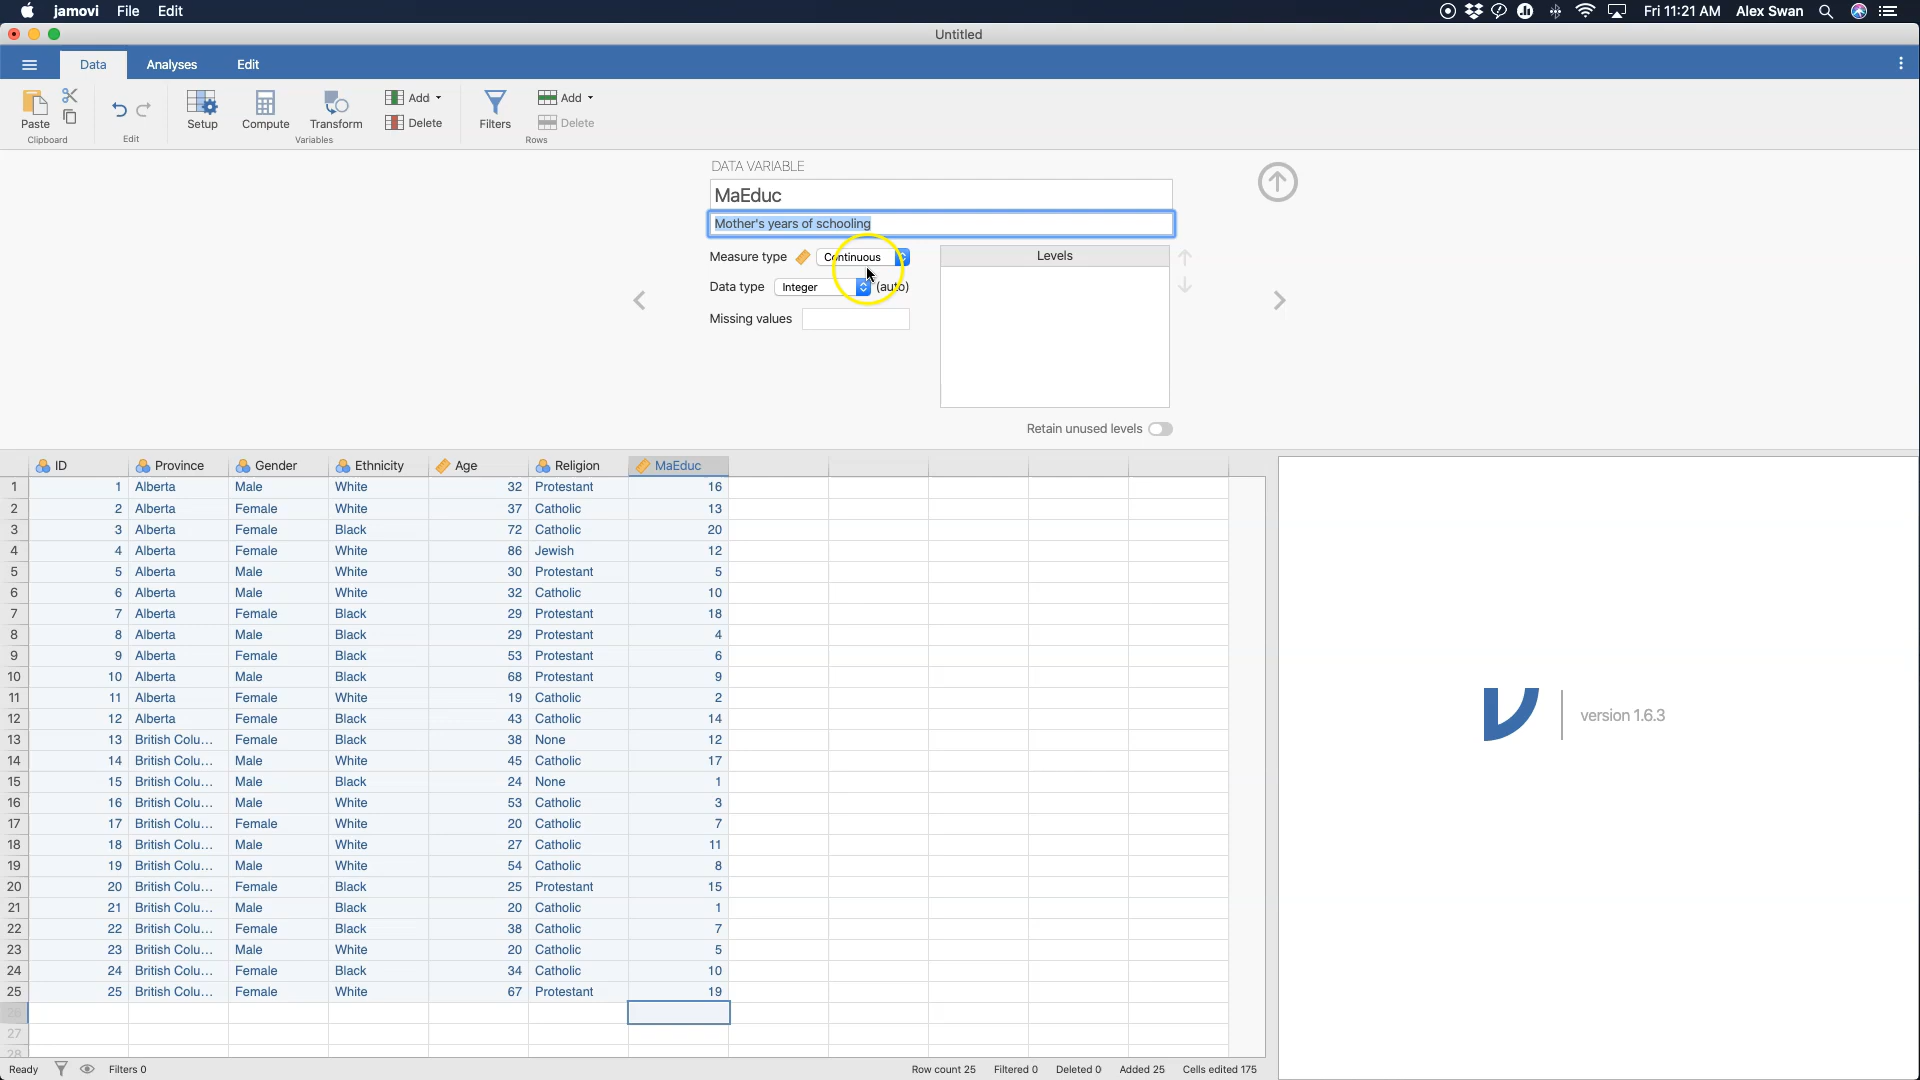 jamovi File Edit Fri 11:21 AM Alex Swan
Untitled
Data Analyses Edit
Paste Setup Compute Transform Add Delete Filters Add Delete
Clipboard Edit Variables Rows
DATA VARIABLE
MaEduc
Mother's years of schooling
Measure type Continuous
Data type Integer (auto)
Missing values
Levels
Retain unused levels
ID Province Gender Ethnicity Age Religion MaEduc
1 1 Alberta Male White 32 Protestant 16
2 2 Alberta Female White 37 Catholic 13
3 3 Alberta Female Black 72 Catholic 20
4 4 Alberta Female White 86 Jewish 12
5 5 Alberta Male White 30 Protestant 5
6 6 Alberta Male White 32 Catholic 10
7 7 Alberta Female Black 29 Protestant 18
8 8 Alberta Male Black 29 Protestant 4
9 9 Alberta Female Black 53 Protestant 6
10 10 Alberta Male Black 68 Protestant 9
11 11 Alberta Female White 19 Catholic 2
12 12 Alberta Female Black 43 Catholic 14
13 13 British Colu... Female Black 38 None 12
14 14 British Colu... Male White 45 Catholic 17
15 15 British Colu... Male Black 24 None 1
16 16 British Colu... Male White 53 Catholic 3
17 17 British Colu... Female White 20 Catholic 7
18 18 British Colu... Male White 27 Catholic 11
19 19 British Colu... Male White 54 Catholic 8
20 20 British Colu... Female Black 25 Protestant 15
21 21 British Colu... Male Black 20 Catholic 1
22 22 British Colu... Female Black 38 Catholic 7
23 23 British Colu... Male White 20 Catholic 5
24 24 British Colu... Female Black 34 Catholic 10
25 25 British Colu... Female White 67 Protestant 19
26
27
28
version 1.6.3
Ready Filters 0 Row count 25 Filtered 0 Deleted 0 Added 25 Cells edited 175